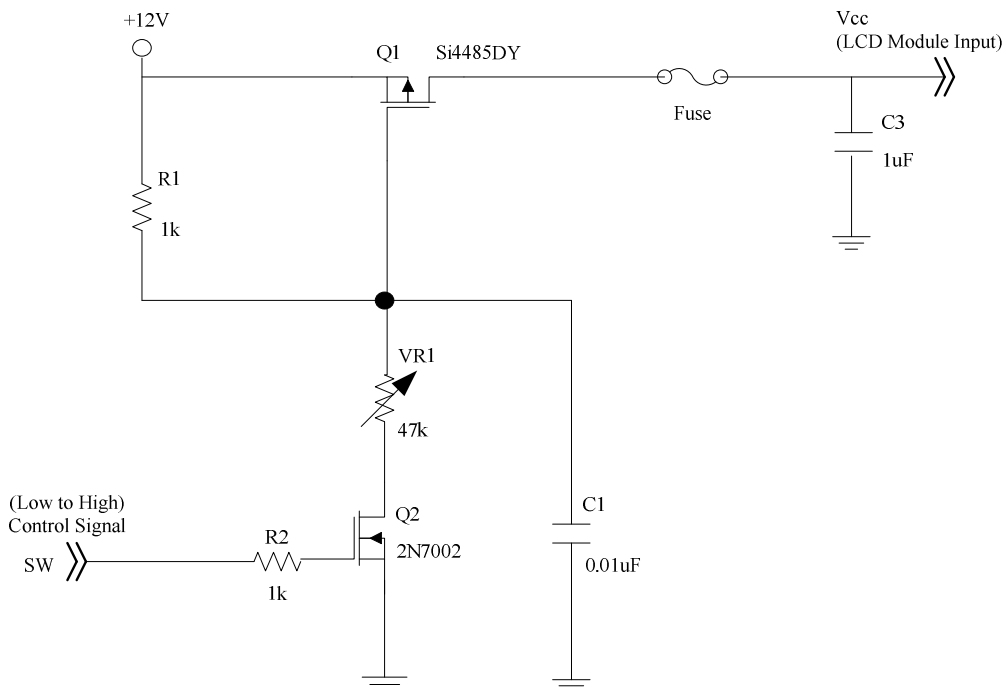 +12V
Q1
Si4485DY
Vcc
(LCD Module Input)
Fuse
C3
1uF
R1
1k
VR1
47k
(Low to High)
Control Signal
SW
R2
1k
Q2
2N7002
C1
0.01uF